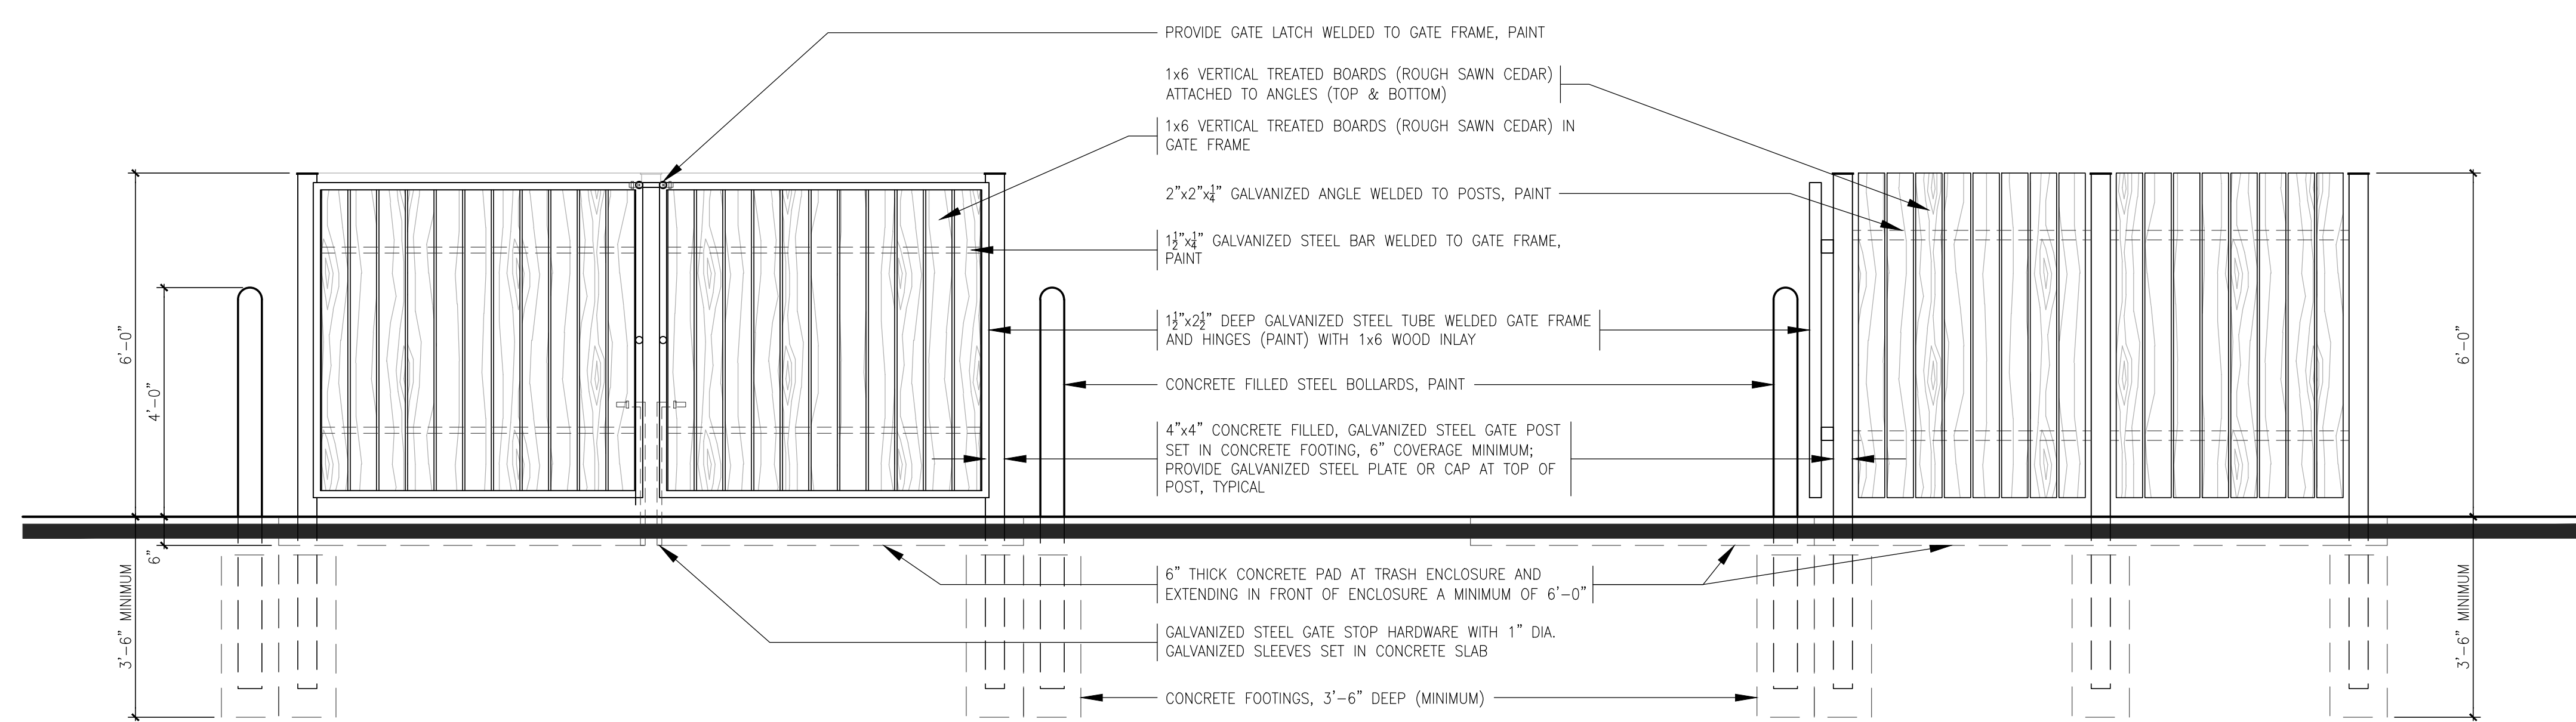 PROVIDE GATE LATCH WELDED TO GATE FRAME, PAINT
1x6 VERTICAL TREATED BOARDS (ROUGH SAWN CEDAR)
ATTACHED TO ANGLES (TOP & BOTTOM)
1x6 VERTICAL TREATED BOARDS (ROUGH SAWN CEDAR) IN
GATE FRAME
2"x2"x1/4" GALVANIZED ANGLE WELDED TO POSTS, PAINT
1 1/2"x1/4" GALVANIZED STEEL BAR WELDED TO GATE FRAME,
PAINT
1 1/2"x2 1/2" DEEP GALVANIZED STEEL TUBE WELDED GATE FRAME
AND HINGES (PAINT) WITH 1x6 WOOD INLAY
CONCRETE FILLED STEEL BOLLARDS, PAINT
4"x4" CONCRETE FILLED, GALVANIZED STEEL GATE POST
SET IN CONCRETE FOOTING, 6" COVERAGE MINIMUM;
PROVIDE GALVANIZED STEEL PLATE OR CAP AT TOP OF
POST, TYPICAL
6" THICK CONCRETE PAD AT TRASH ENCLOSURE AND
EXTENDING IN FRONT OF ENCLOSURE A MINIMUM OF 6'-0"
GALVANIZED STEEL GATE STOP HARDWARE WITH 1" DIA.
GALVANIZED SLEEVES SET IN CONCRETE SLAB
CONCRETE FOOTINGS, 3'-6" DEEP (MINIMUM)
6'-0"
4'-0"
6"
3'-6" MINIMUM
6'-0"
3'-6" MINIMUM